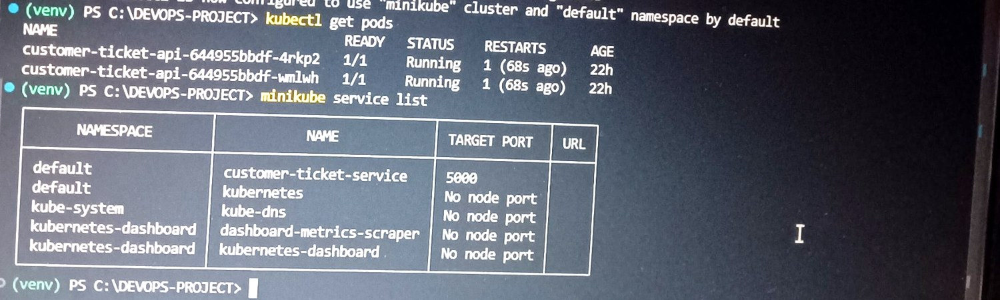 now configured to use "minikube" cluster and "default" namespace by default
(venv) PS C:\DEVOPS-PROJECT> kubectl get pods
NAME READY STATUS RESTARTS AGE
customer-ticket-api-644955bbdf-4rkp2 1/1 Running 1 (68s ago) 22h
customer-ticket-api-644955bbdf-wmlwh 1/1 Running 1 (68s ago) 22h
(venv) PS C:\DEVOPS-PROJECT> minikube service list
NAMESPACE NAME TARGET PORT URL
default customer-ticket-service 5000
default kubernetes No node port
kube-system kube-dns No node port
kubernetes-dashboard dashboard-metrics-scraper No node port
kubernetes-dashboard kubernetes-dashboard No node port
(venv) PS C:\DEVOPS-PROJECT>